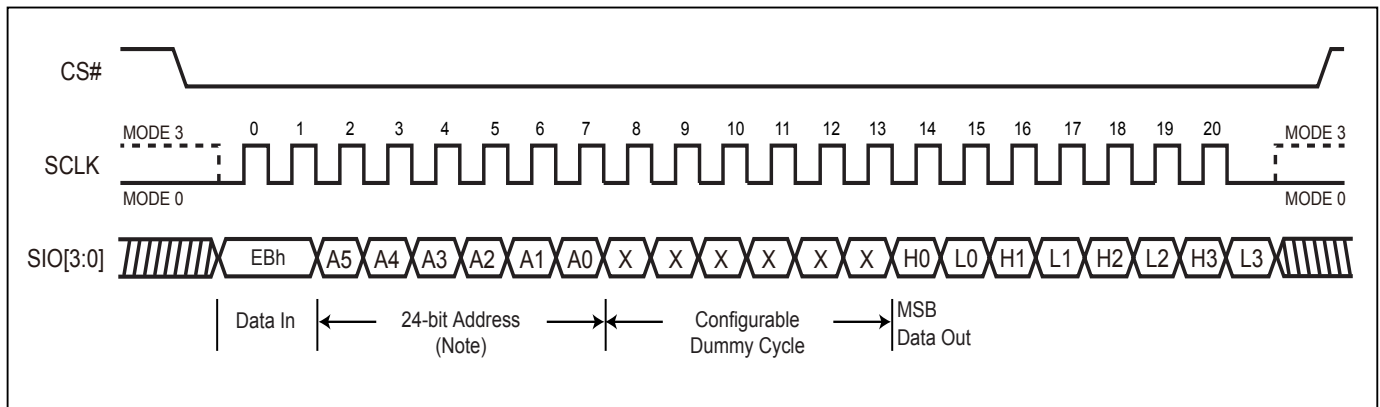 CS#
MODE 3 0 1 2 3 4 5 6 7 8 9 10 11 12 13 14 15 16 17 18 19 20 MODE 3
SCLK
MODE 0 MODE 0
SIO[3:0] EBh A5 A4 A3 A2 A1 A0 X X X X X X H0 L0 H1 L1 H2 L2 H3 L3
Data In 24-bit Address (Note) Configurable Dummy Cycle MSB Data Out